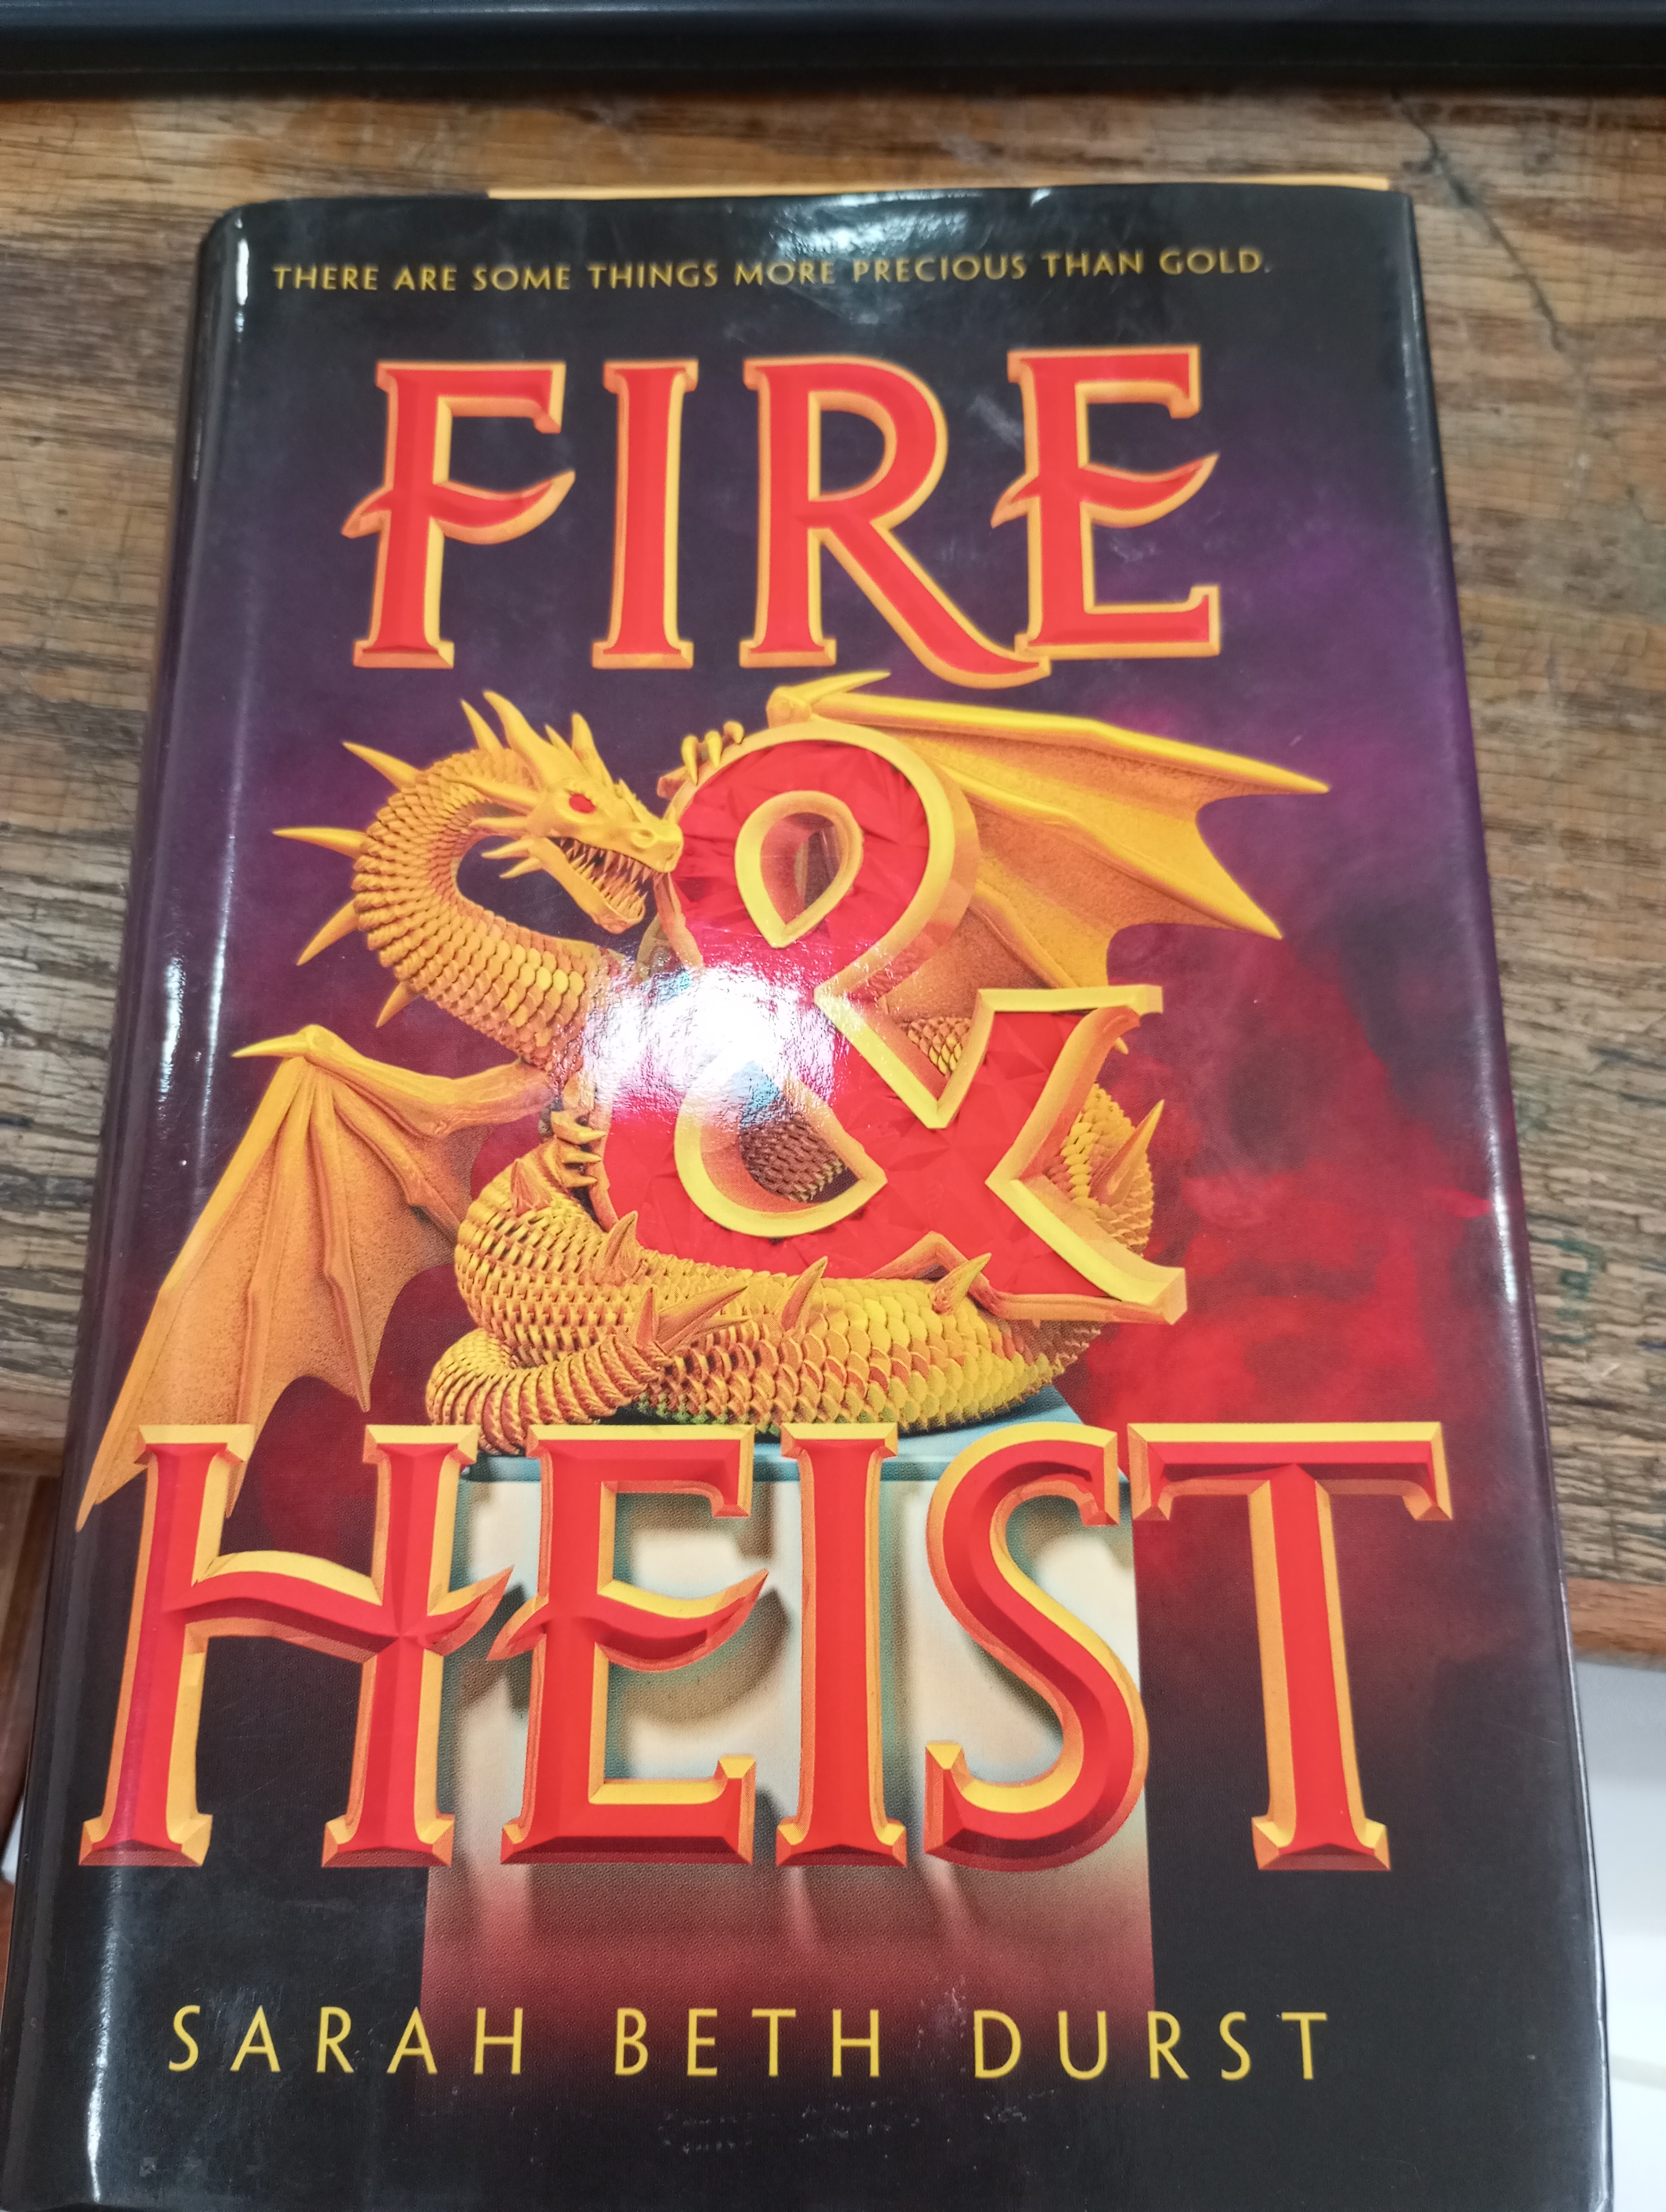 THERE ARE SOME THINGS MORE PRECIOUS THAN GOLD.
FIRE
&
HEIST
SARAH BETH DURST